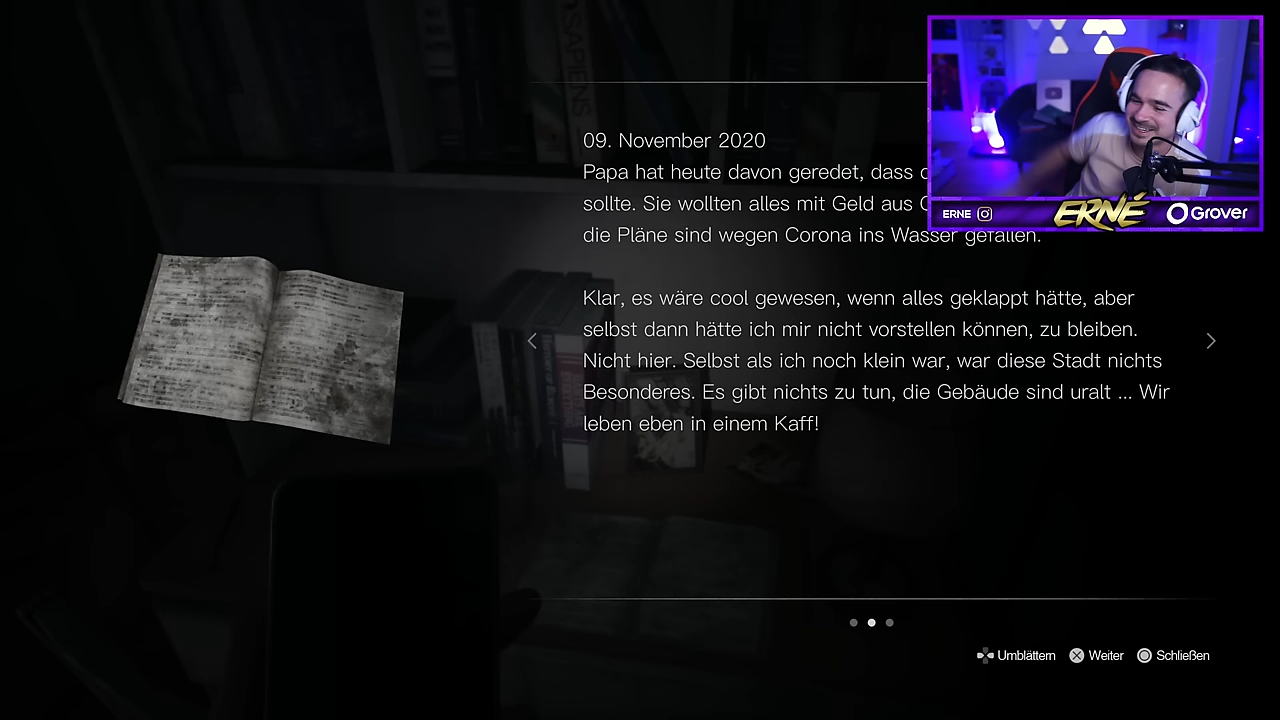 SAPIENS
09. November 2020
Papa hat heute davon geredet, dass
sollte. Sie wollten alles mit Geld aus
die Pläne sind wegen Corona ins Wasser gefallen.
Klar, es wäre cool gewesen, wenn alles geklappt hätte, aber
selbst dann hätte ich mir nicht vorstellen können, zu bleiben.
Nicht hier. Selbst als ich noch klein war, war diese Stadt nichts
Besonderes. Es gibt nichts zu tun, die Gebäude sind uralt ... Wir
leben eben in einem Kaff!
ERNE
ERNÉ
Grover
Umblättern
Weiter
Schließen